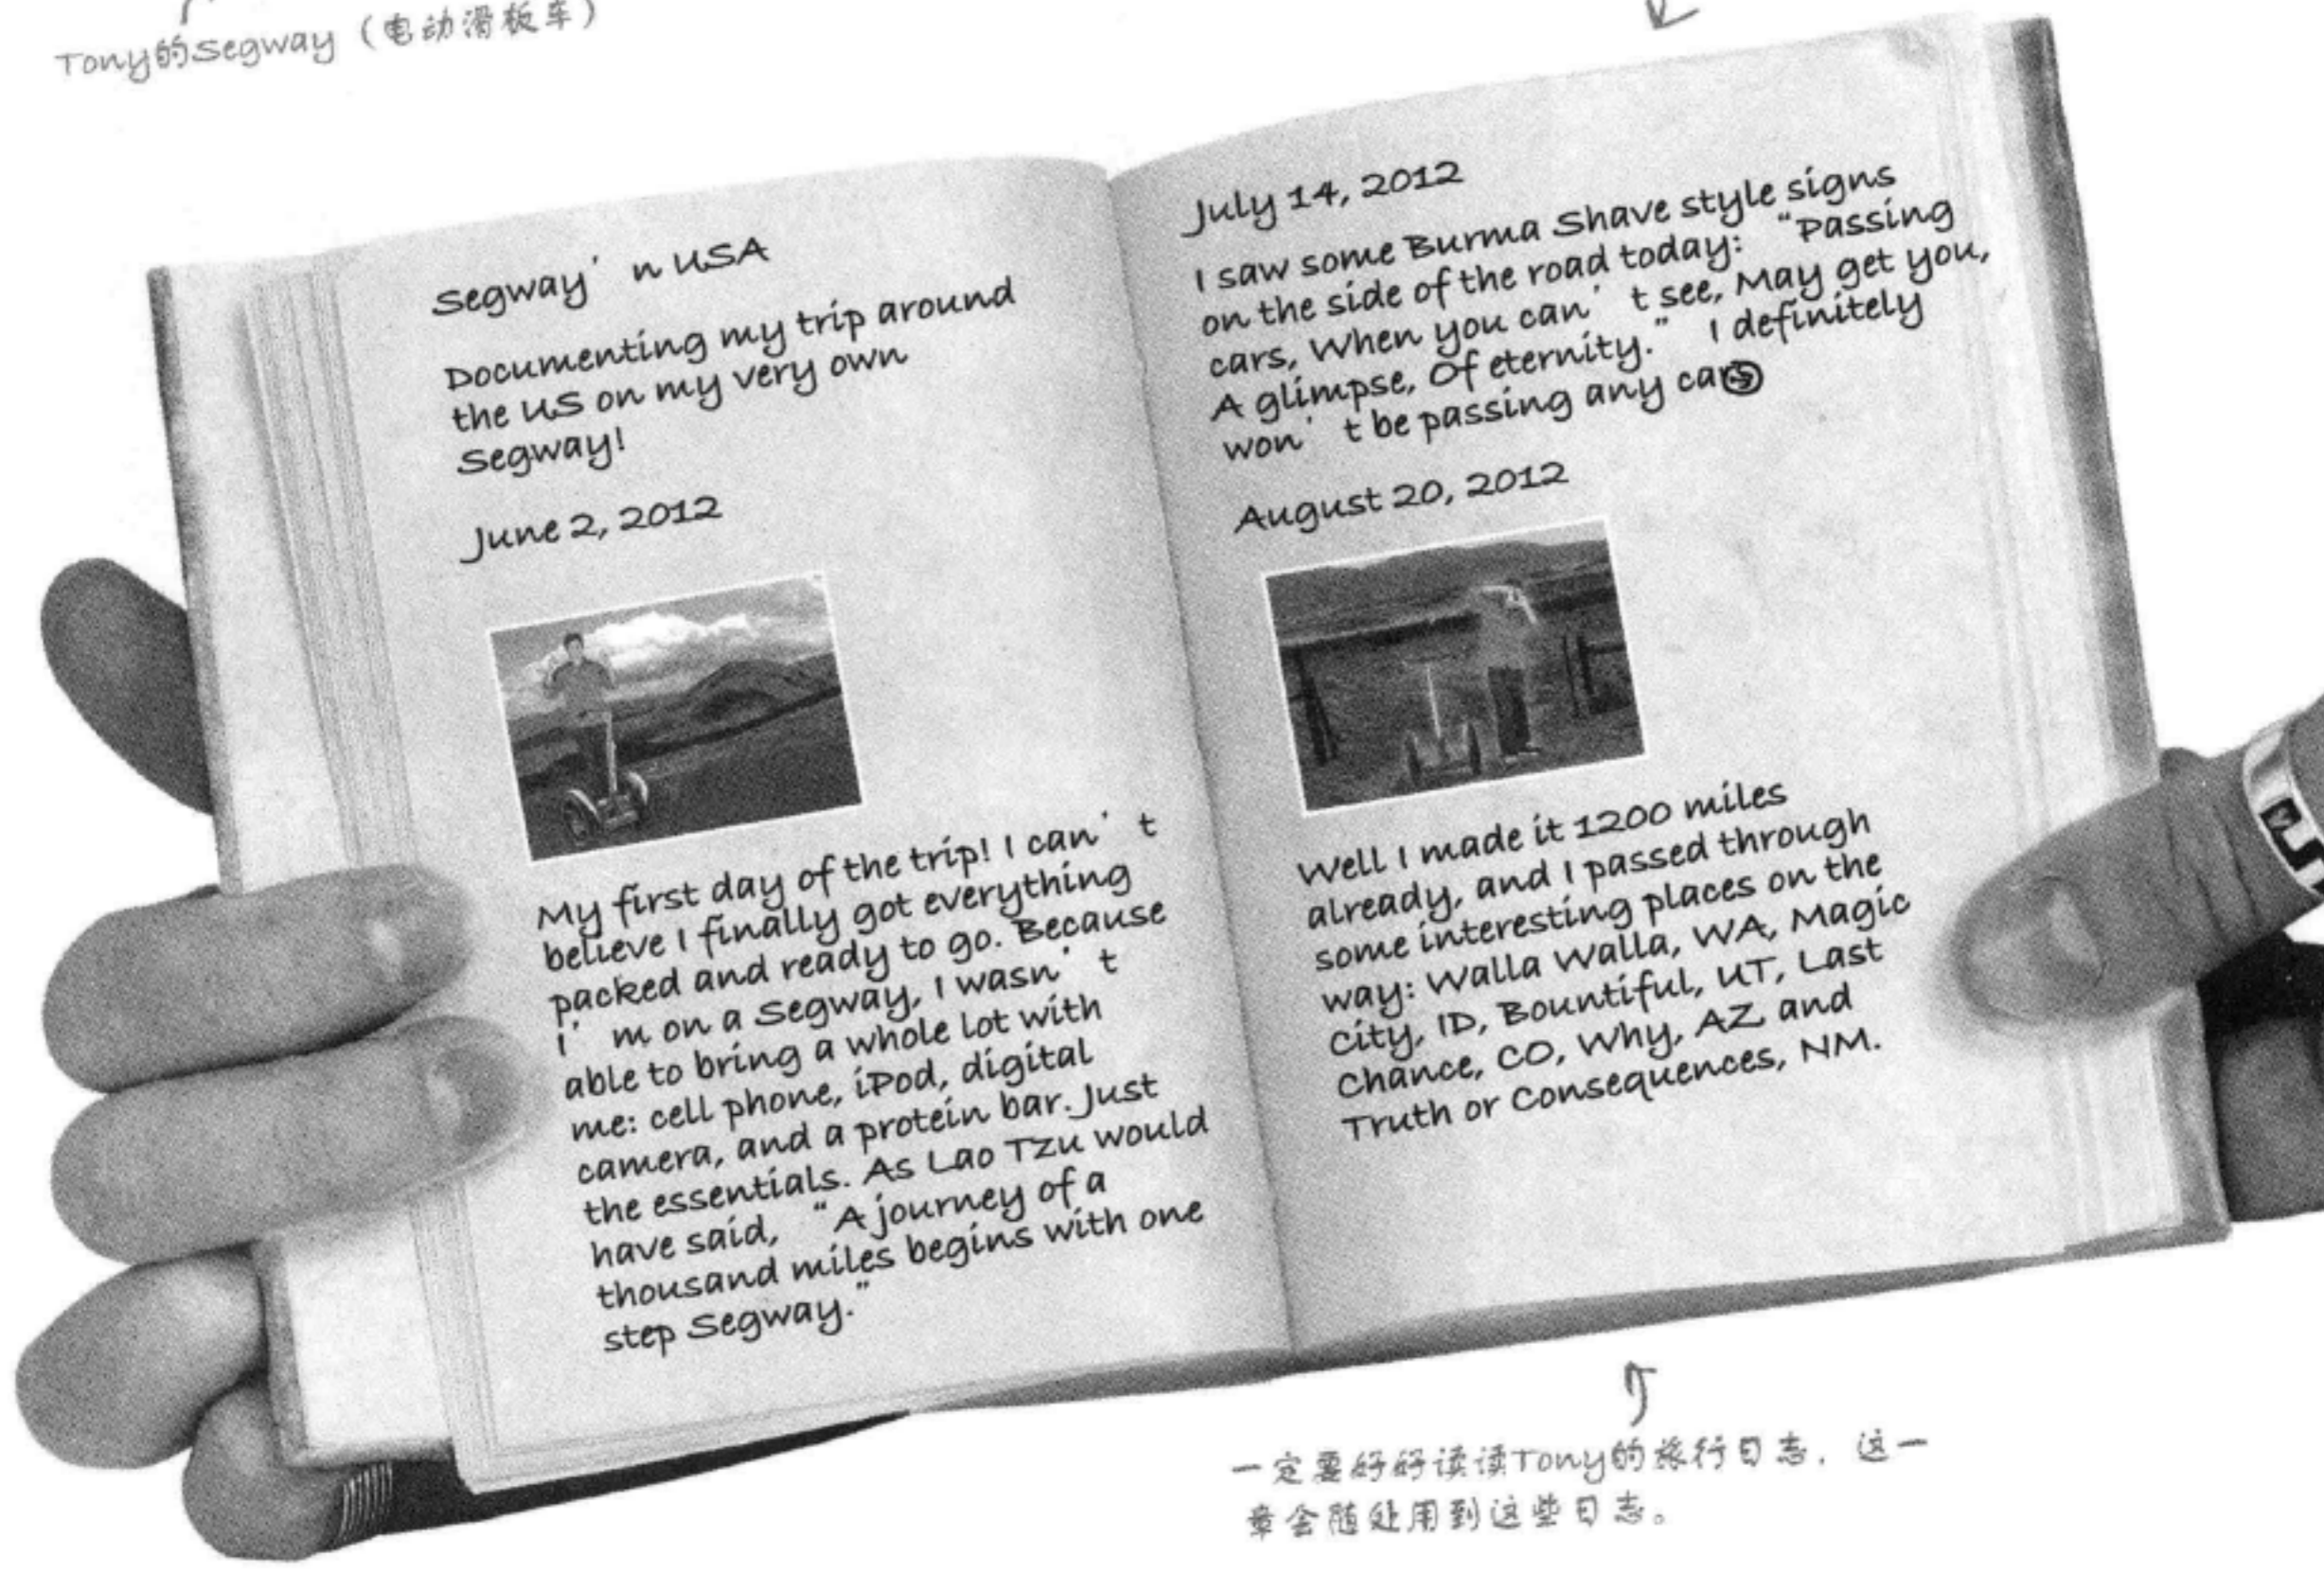 Tony的Segway（电动滑板车）
Segway' n USA
Documenting my trip around
the US on my very own
Segway!
June 2, 2012
My first day of the trip! I can' t
believe I finally got everything
packed and ready to go. Because
i' m on a Segway, I wasn' t
able to bring a whole lot with
me: cell phone, iPod, digital
camera, and a protein bar. Just
the essentials. As Lao Tzu would
have said, “A journey of a
thousand miles begins with one
step Segway.”
July 14, 2012
I saw some Burma Shave style signs
on the side of the road today: “Passing
cars, When you can' t see, May get you,
A glimpse, Of eternity.” I definitely
won' t be passing any cars
August 20, 2012
Well I made it 1200 miles
already, and I passed through
some interesting places on the
way: Walla Walla, WA, Magic
City, ID, Bountiful, UT, Last
Chance, CO, Why, AZ and
Truth or Consequences, NM.
一定要好好读读Tony的旅行日志，这一
章会随处用到这些日志。